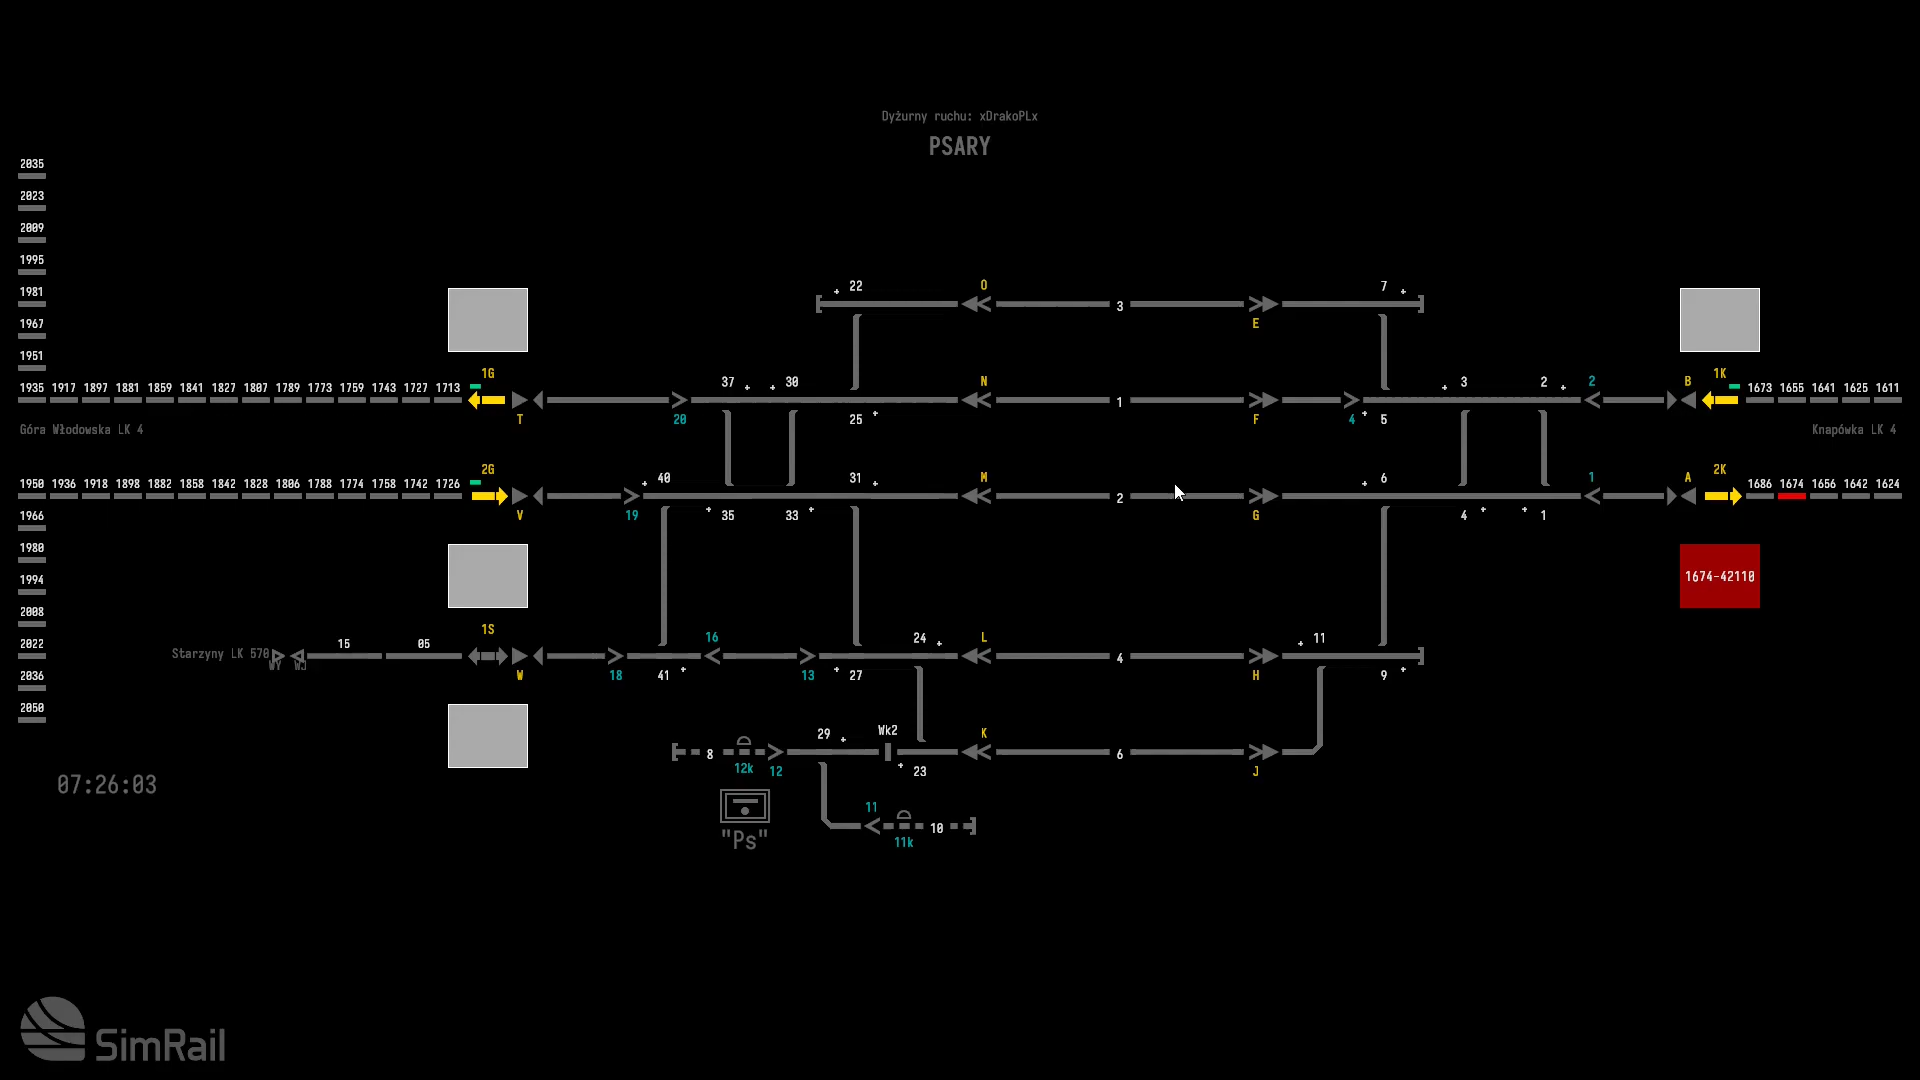 Dyżurny ruchu: xDrakoPLx
PSARY
2035
2023
2009
1995
1981
1967
1951
22 O 3 E 7
1G 1K
1935 1917 1897 1881 1859 1841 1827 1807 1789 1773 1759 1743 1727 1713
37 30 N 3 2 2 B
1673 1655 1641 1625 1611
T 20 25 1 F 4 5
Góra Włodowska LK 4
Knapówka LK 4
2G 2K
1950 1936 1918 1898 1882 1858 1842 1828 1806 1788 1774 1758 1742 1726
40 31 M 6 1 A
1686 1674 1656 1642 1624
V 19 35 33 2 G 4 1
1966
1980
1994
2008
2022
2036
2050
1674-42110
1S
Starzyny LK 570 WY WJ 15 05
16 24 L 11
W 18 41 13 27 4 H 9
29 Wk2 K
8 12k 12 23 6 J
07:26:03
11 10
"Ps"
11k
SimRail